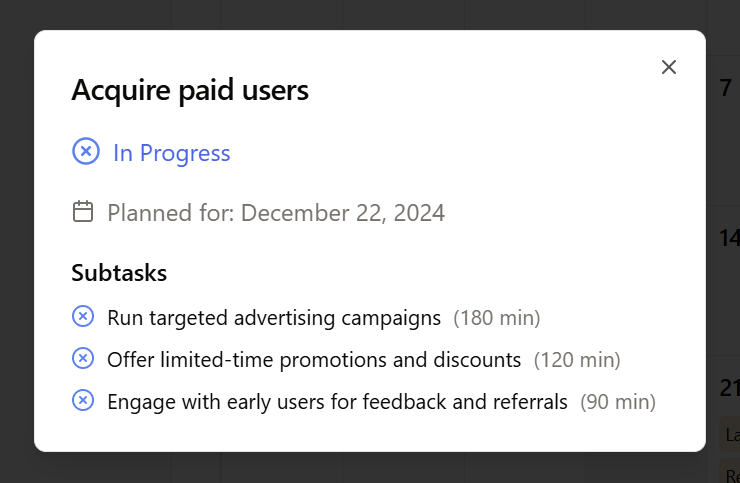 Acquire paid users
In Progress
Planned for: December 22, 2024
Subtasks
Run targeted advertising campaigns (180 min)
Offer limited-time promotions and discounts (120 min)
Engage with early users for feedback and referrals (90 min)
7
14
21